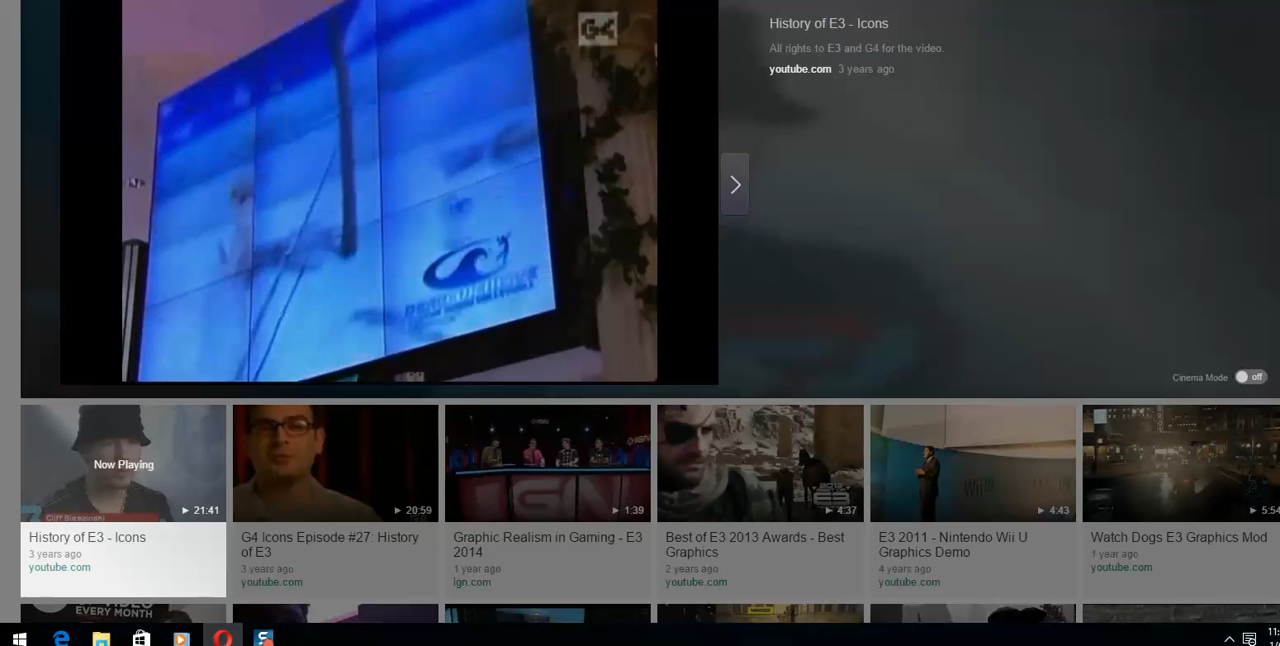 G4
History of E3 - Icons
All rights to E3 and G4 for the video.
youtube.com 3 years ago
Cinema Mode off
Now Playing
21:41
20:59
IGN
1:39
4:37
4:43
5:54
History of E3 - Icons
3 years ago
youtube.com
G4 Icons Episode #27: History
of E3
3 years ago
youtube.com
Graphic Realism in Gaming - E3
2014
1 year ago
ign.com
Best of E3 2013 Awards - Best
Graphics
2 years ago
youtube.com
E3 2011 - Nintendo Wii U
Graphics Demo
4 years ago
youtube.com
Watch Dogs E3 Graphics Mod
1 year ago
youtube.com
EVERY MONTH